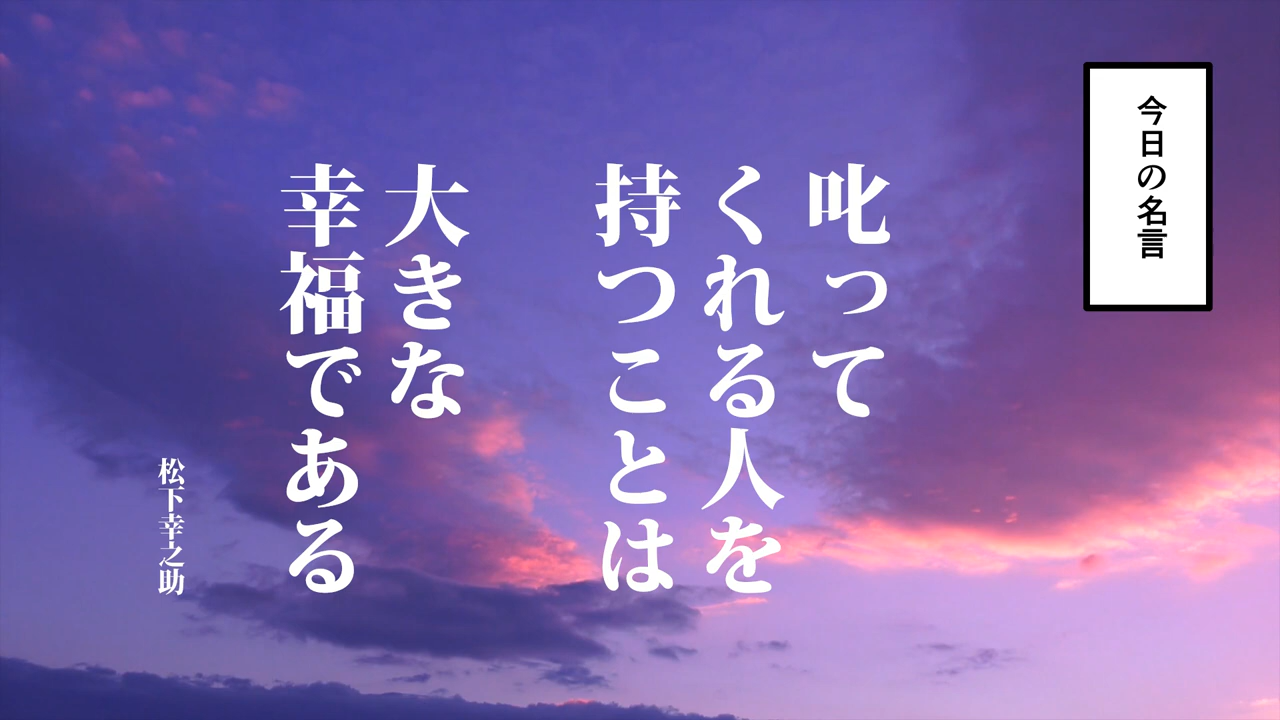 今日の名言
叱って
くれる人を
持つことは
大きな
幸福である
松下幸之助